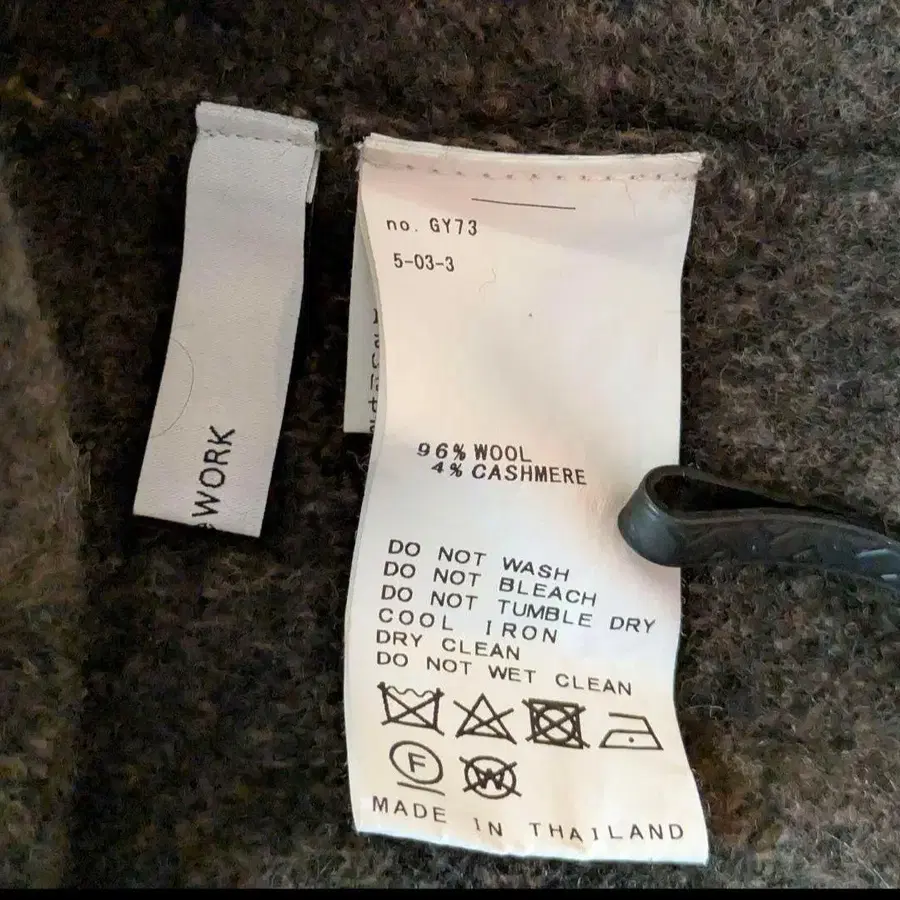 WORK
no. GY73
5-03-3
96% WOOL
4% CASHMERE
DO NOT WASH
DO NOT BLEACH
DO NOT TUMBLE DRY
COOL IRON
DRY CLEAN
DO NOT WET CLEAN
F
W
MADE IN THAILAND